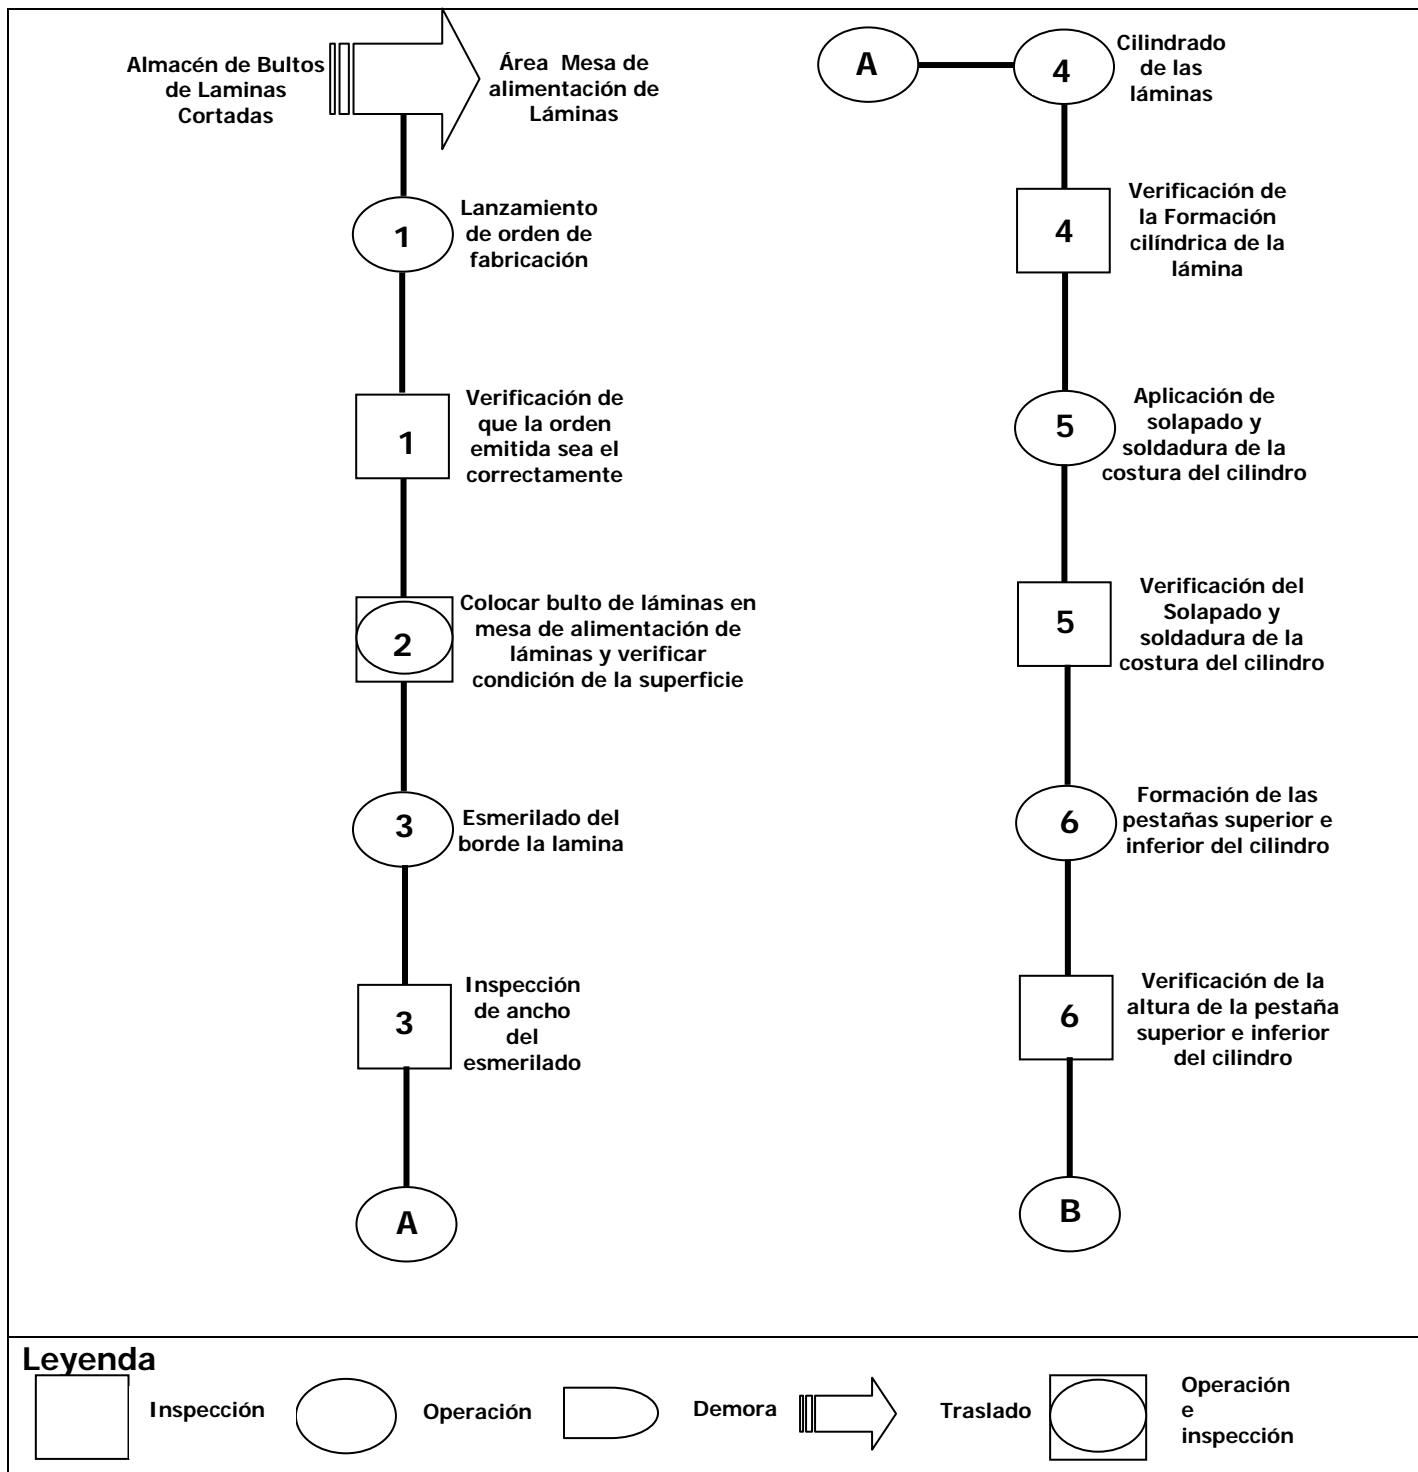 Almacén de Bultos
de Laminas
Cortadas
Área Mesa de
alimentación de
Láminas
1
Lanzamiento
de orden de
fabricación
1
Verificación de
que la orden
emitida sea el
correctamente
2
Colocar bulto de láminas en
mesa de alimentación de
láminas y verificar
condición de la superficie
3
Esmerilado del
borde la lamina
3
Inspección
de ancho
del
esmerilado
A
A
4
Cilindrado
de las
láminas
4
Verificación de
la Formación
cilíndrica de la
lámina
5
Aplicación de
solapado y
soldadura de la
costura del cilindro
5
Verificación del
Solapado y
soldadura de la
costura del cilindro
6
Formación de las
pestañas superior e
inferior del cilindro
6
Verificación de la
altura de la pestaña
superior e inferior
del cilindro
B
Leyenda
Inspección
Operación
Demora
Traslado
Operación
e
inspección